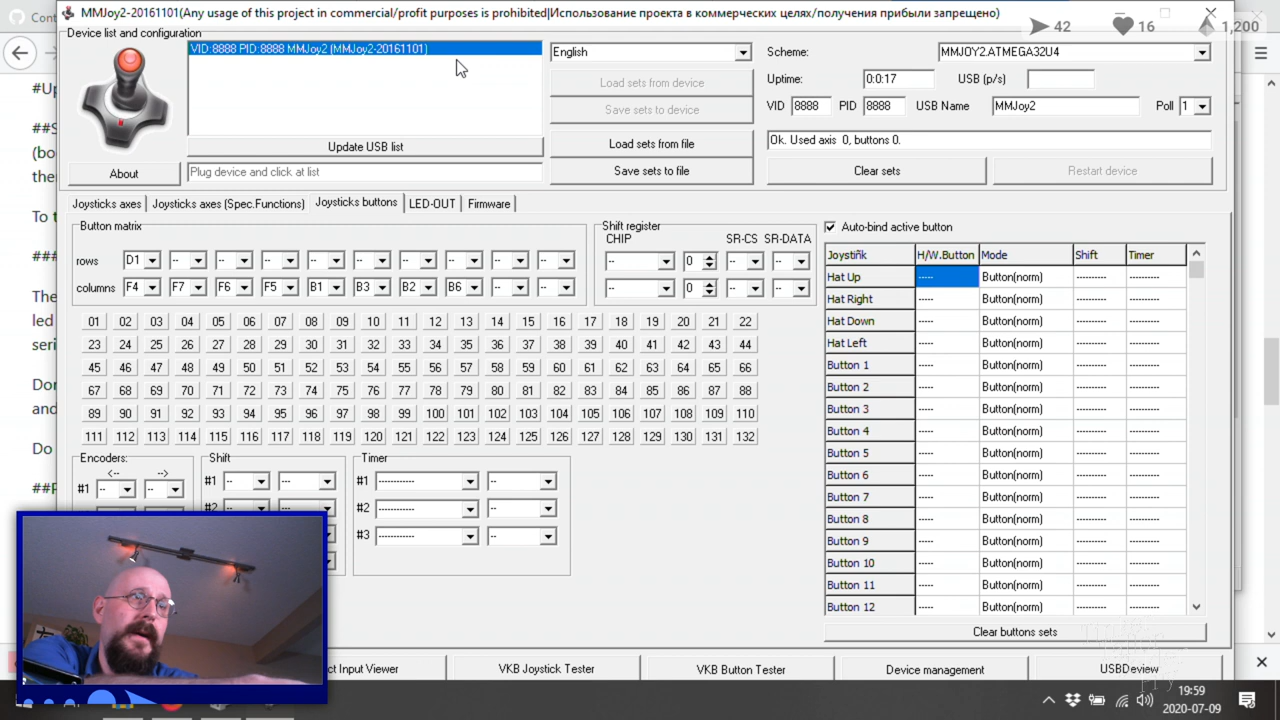 MMJoy2-20161101(Any usage of this project in commercial/profit purposes is prohibited|Использование проекта в коммерческих целях/получения прибыли запрещено)
42 16 1,200
Device list and configuration
VID:8888 PID:8888 MMJoy2 (MMJoy2-20161101)
English
Scheme: MMJOY2.ATMEGA32U4
Load sets from device
Uptime: 0:0:17 USB (p/s)
Save sets to device
VID 8888 PID 8888 USB Name MMJoy2 Poll 1
Update USB list
Load sets from file
Ok. Used axis 0, buttons 0.
About
Plug device and click at list
Save sets to file
Clear sets
Restart device
Joysticks axes
Joysticks axes (Spec.Functions)
Joysticks buttons
LED-OUT
Firmware
Button matrix
rows D1 -- -- -- -- -- -- -- -- --
columns F4 F7 F6 F5 B1 B3 B2 B6 -- --
Shift register
CHIP SR-CS SR-DATA
-- 0 -- --
-- 0 -- --
Auto-bind active button
01 02 03 04 05 06 07 08 09 10 11 12 13 14 15 16 17 18 19 20 21 22
23 24 25 26 27 28 29 30 31 32 33 34 35 36 37 38 39 40 41 42 43 44
45 46 47 48 49 50 51 52 53 54 55 56 57 58 59 60 61 62 63 64 65 66
67 68 69 70 71 72 73 74 75 76 77 78 79 80 81 82 83 84 85 86 87 88
89 90 91 92 93 94 95 96 97 98 99 100 101 102 103 104 105 106 107 108 109 110
111 112 113 114 115 116 117 118 119 120 121 122 123 124 125 126 127 128 129 130 131 132
Encoders:
<-- -->
#1 -- --
Shift
#1 -- ---
#2 -- ---
Timer
#1 ----------- --
#2 ----------- --
#3 ----------- --
H/W.Button Mode Shift Timer
Hat Up ----- Button(norm) --------- ---------
Hat Right ----- Button(norm) --------- ---------
Hat Down ----- Button(norm) --------- ---------
Hat Left ----- Button(norm) --------- ---------
Button 1 ----- Button(norm) --------- ---------
Button 2 ----- Button(norm) --------- ---------
Button 3 ----- Button(norm) --------- ---------
Button 4 ----- Button(norm) --------- ---------
Button 5 ----- Button(norm) --------- ---------
Button 6 ----- Button(norm) --------- ---------
Button 7 ----- Button(norm) --------- ---------
Button 8 ----- Button(norm) --------- ---------
Button 9 ----- Button(norm) --------- ---------
Button 10 ----- Button(norm) --------- ---------
Button 11 ----- Button(norm) --------- ---------
Button 12 ----- Button(norm) --------- ---------
Clear buttons sets
Input Viewer
VKB Joystick Tester
VKB Button Tester
Device management
USBDeview
19:59
2020-07-09
To
led
and
Do